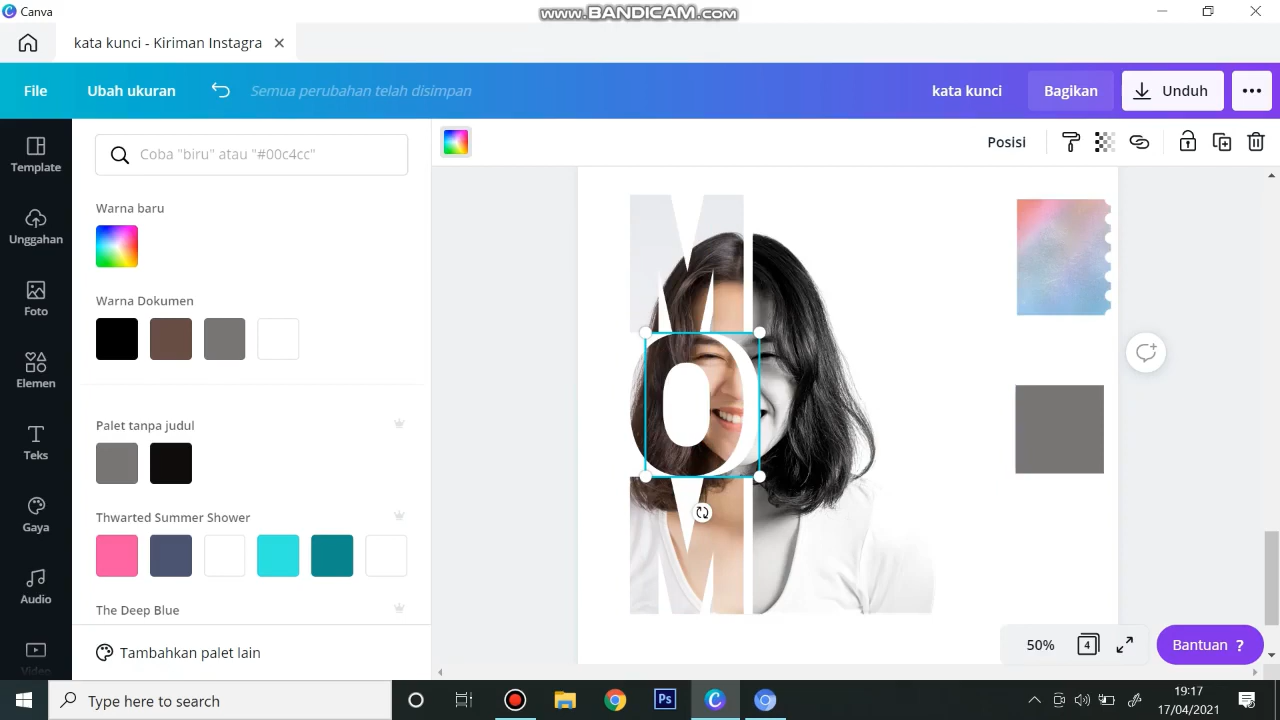 Canva
www.BANDICAM.com
kata kunci - Kiriman Instagra
File
Ubah ukuran
Semua perubahan telah disimpan
kata kunci
Bagikan
Unduh
Template
Unggahan
Foto
Elemen
Teks
Gaya
Audio
Video
Coba "biru" atau "#00c4cc"
Warna baru
Warna Dokumen
Palet tanpa judul
Thwarted Summer Shower
The Deep Blue
Tambahkan palet lain
Posisi
M
O
M
50%
4
Bantuan ?
Type here to search
Ps
19:17
17/04/2021